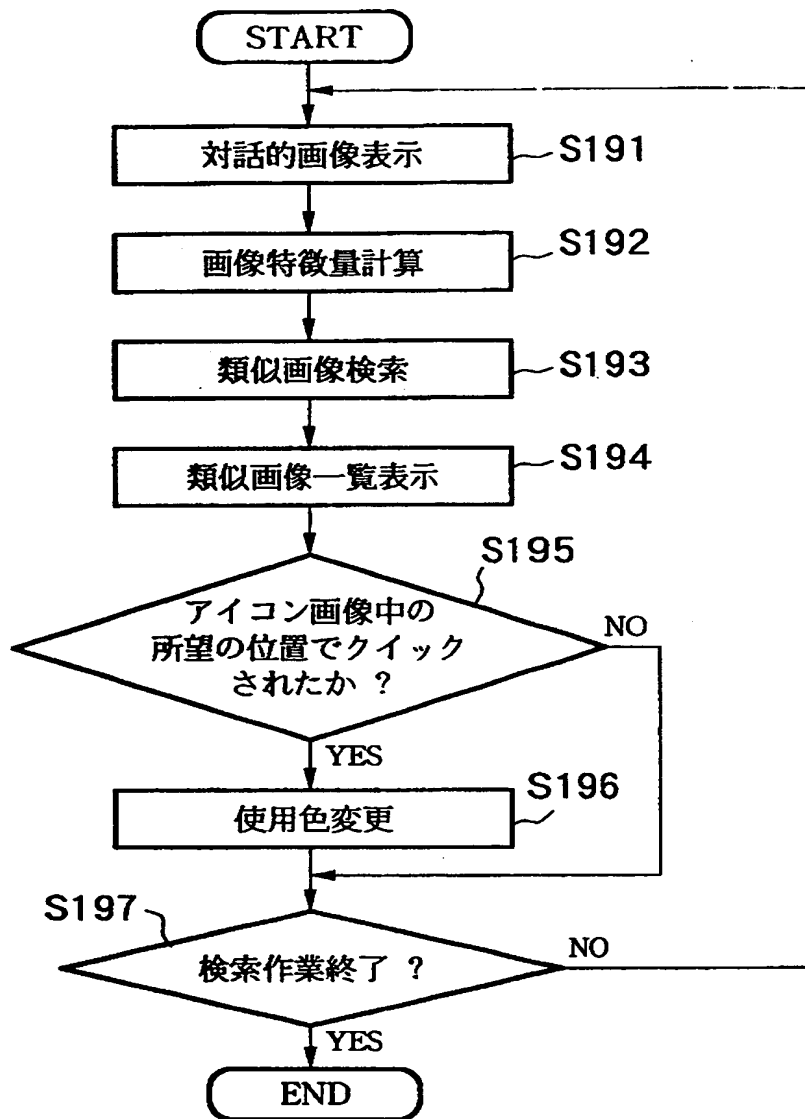 START
対話的画像表示
S191
画像特徴量計算
S192
類似画像検索
S193
類似画像一覧表示
S194
S195
アイコン画像中の
所望の位置でクイック
されたか ?
NO
YES
使用色変更
S196
S197
検索作業終了 ?
NO
YES
END